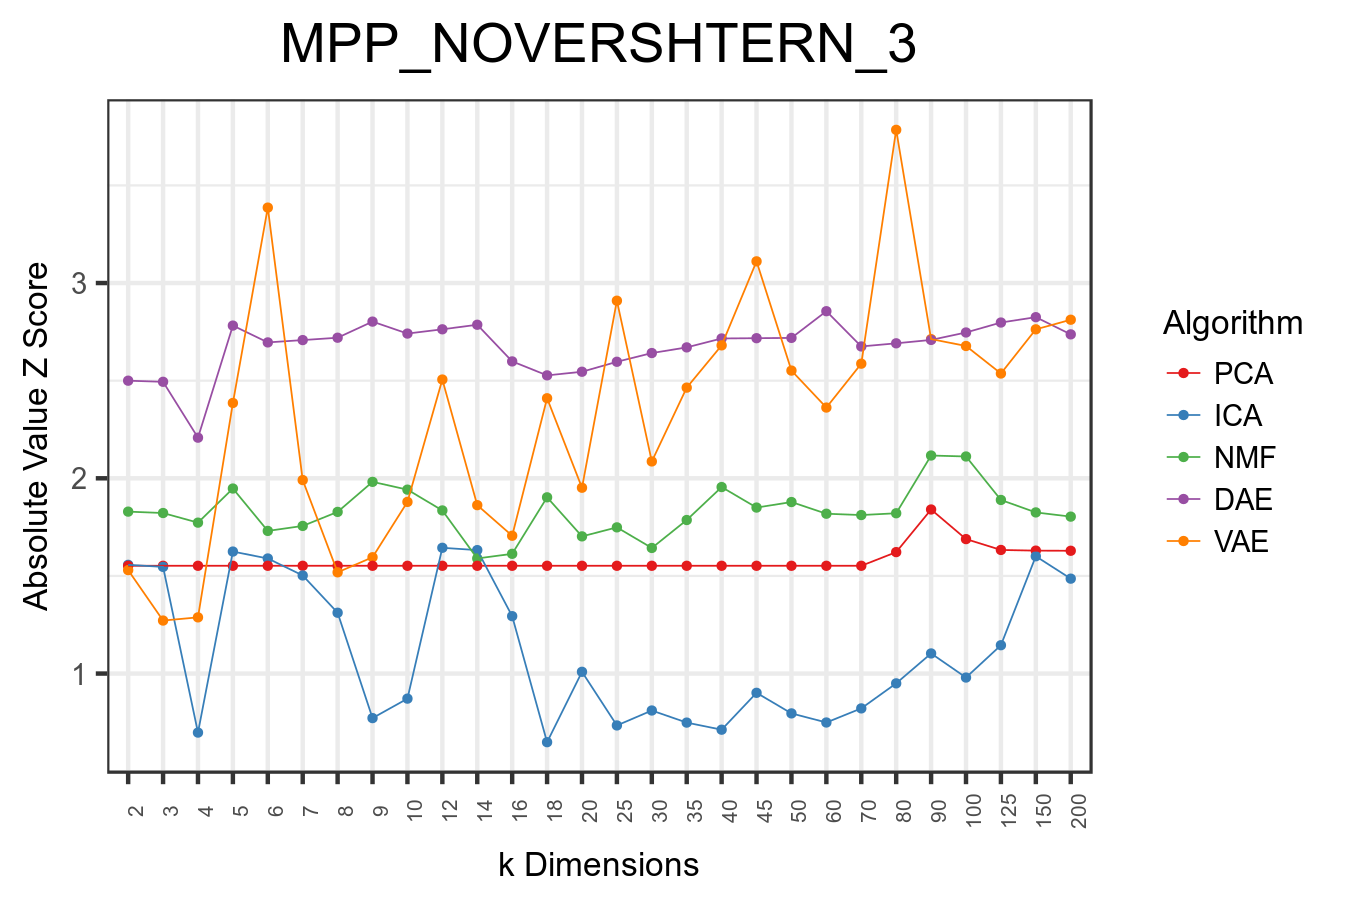 MPP_NOVERSHTERN_3
Absolute Value Z Score
3
2
1
2 3 4 5 6 7 8 9 10 12 14 16 18 20 25 30 35 40 45 50 60 70 80 90 100 125 150 200
k Dimensions
Algorithm
PCA
ICA
NMF
DAE
VAE